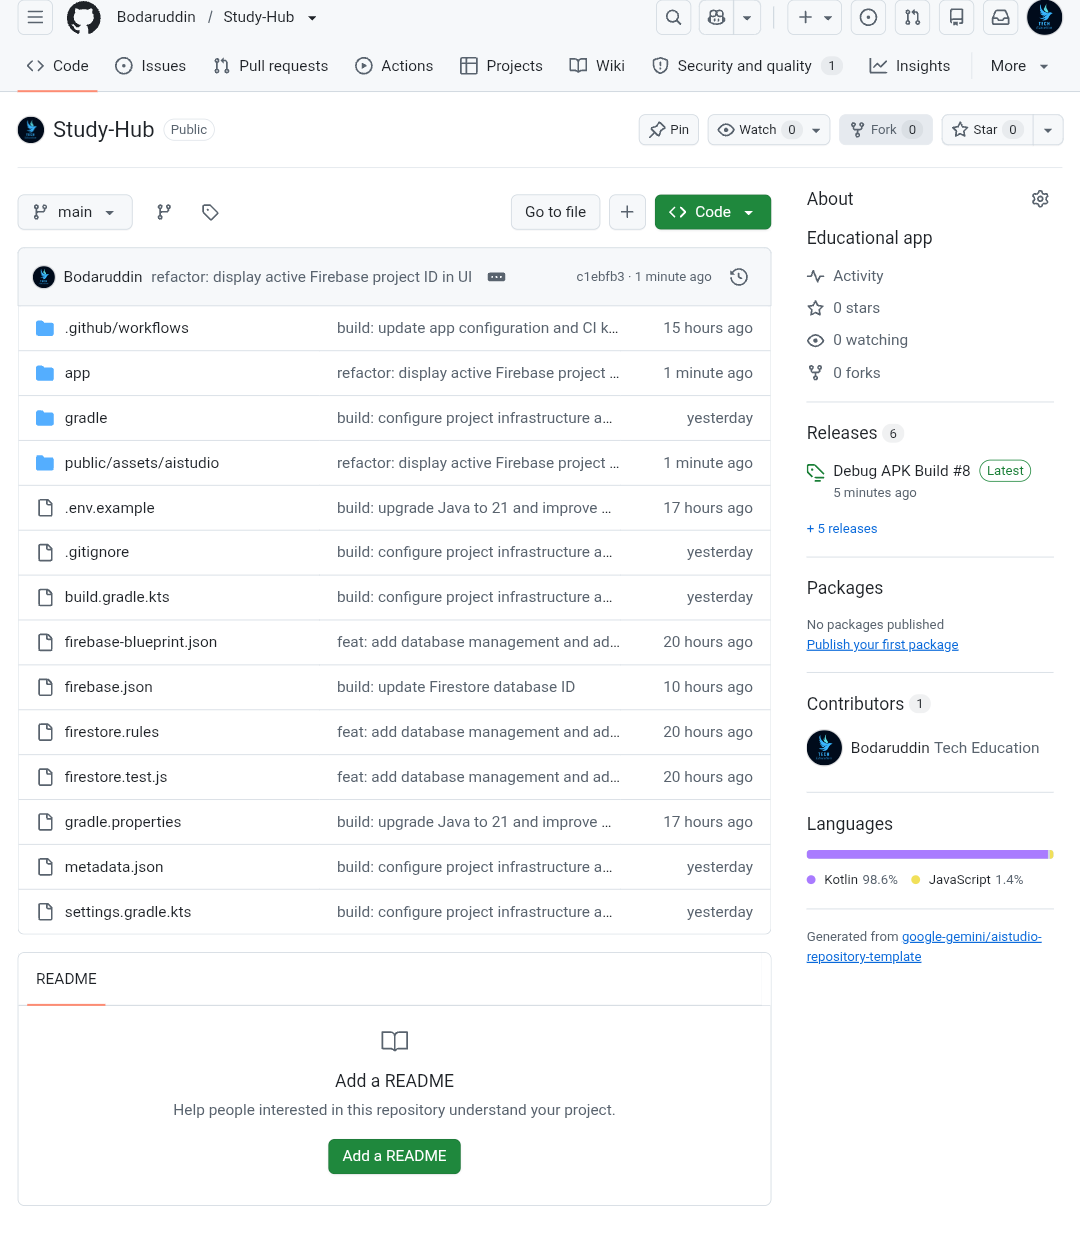 Bodaruddin / Study-Hub
Code Issues Pull requests Actions Projects Wiki Security and quality 1 Insights More
Study-Hub Public Pin Watch 0 Fork 0 Star 0
main Go to file Code
Bodaruddin refactor: display active Firebase project ID in UI c1ebfb3 · 1 minute ago
.github/workflows build: update app configuration and CI k... 15 hours ago
app refactor: display active Firebase project ... 1 minute ago
gradle build: configure project infrastructure a... yesterday
public/assets/aistudio refactor: display active Firebase project ... 1 minute ago
.env.example build: upgrade Java to 21 and improve ... 17 hours ago
.gitignore build: configure project infrastructure a... yesterday
build.gradle.kts build: configure project infrastructure a... yesterday
firebase-blueprint.json feat: add database management and ad... 20 hours ago
firebase.json build: update Firestore database ID 10 hours ago
firestore.rules feat: add database management and ad... 20 hours ago
firestore.test.js feat: add database management and ad... 20 hours ago
gradle.properties build: upgrade Java to 21 and improve ... 17 hours ago
metadata.json build: configure project infrastructure a... yesterday
settings.gradle.kts build: configure project infrastructure a... yesterday
README
Add a README
Help people interested in this repository understand your project.
Add a README
About
Educational app
Activity
0 stars
0 watching
0 forks
Releases 6
Debug APK Build #8 Latest
5 minutes ago
+ 5 releases
Packages
No packages published
Publish your first package
Contributors 1
Bodaruddin Tech Education
Languages
Kotlin 98.6% JavaScript 1.4%
Generated from google-gemini/aistudio-
repository-template